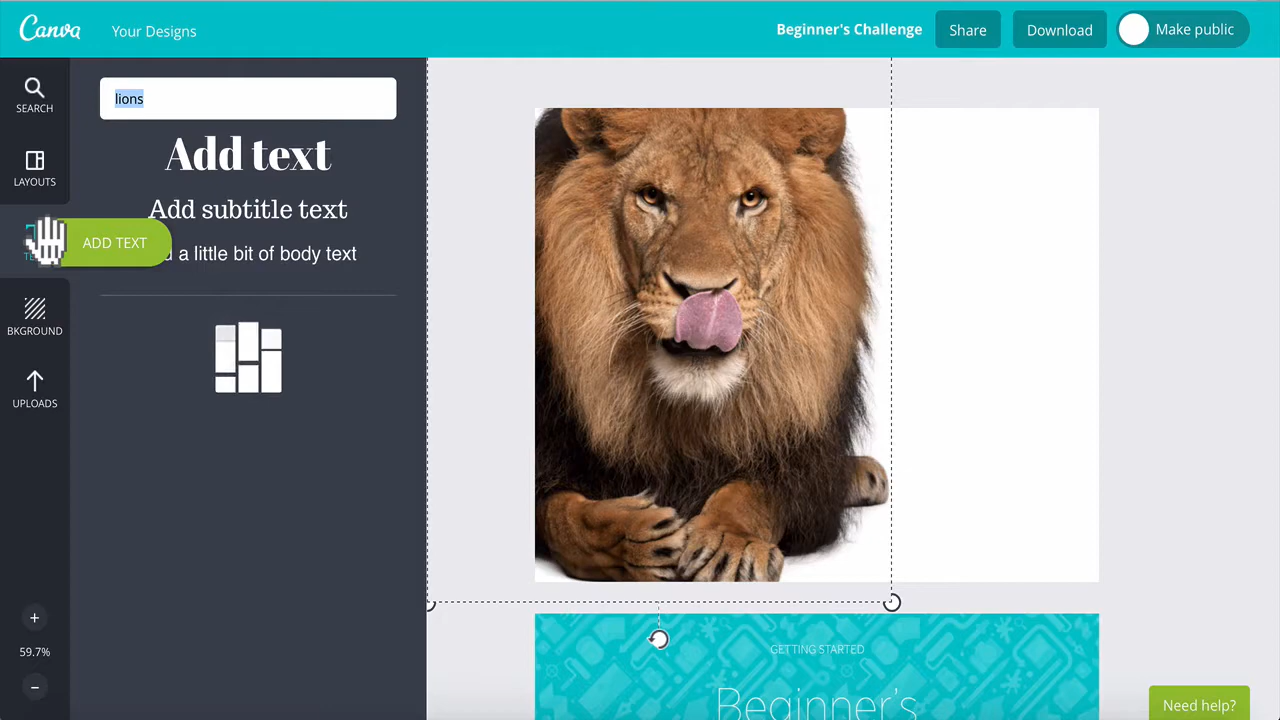 Canva
Your Designs
Beginner's Challenge
Share
Download
Make public
SEARCH
LAYOUTS
BKGROUND
UPLOADS
59.7%
lions
Add text
Add subtitle text
ADD TEXT
a little bit of body text
GETTING STARTED
Beginner's
Need help?